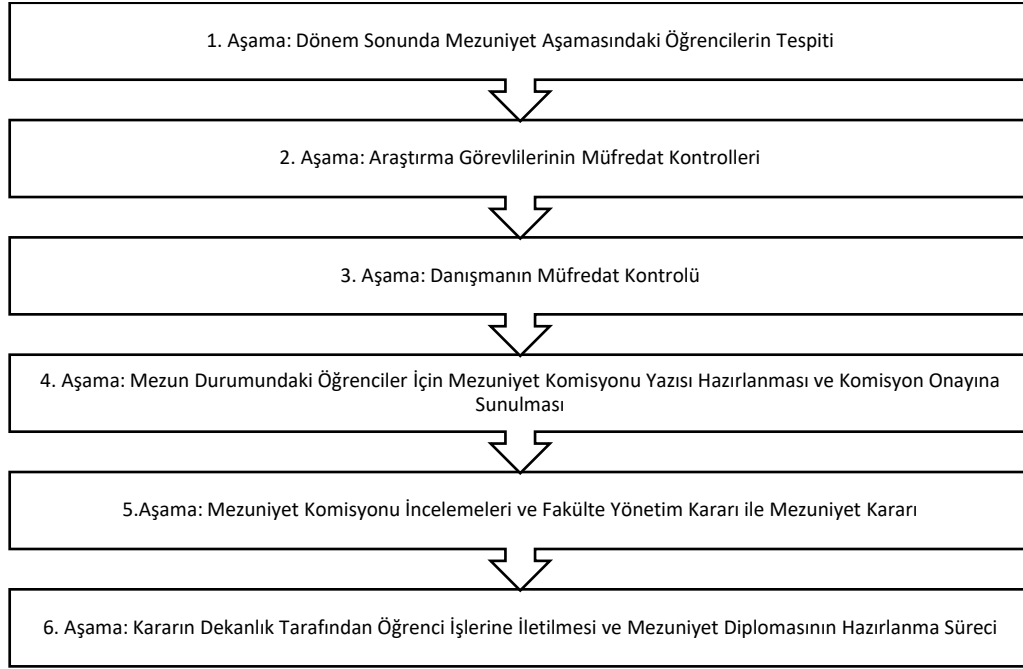 1. Aşama: Dönem Sonunda Mezuniyet Aşamasındaki Öğrencilerin Tespiti
2. Aşama: Araştırma Görevlilerinin Müfredat Kontrolleri
3. Aşama: Danışmanın Müfredat Kontrolü
4. Aşama: Mezun Durumundaki Öğrenciler İçin Mezuniyet Komisyonu Yazısı Hazırlanması ve Komisyon Onayına
Sunulması
5.Aşama: Mezuniyet Komisyonu İncelemeleri ve Fakülte Yönetim Kararı ile Mezuniyet Kararı
6. Aşama: Kararın Dekanlık Tarafından Öğrenci İşlerine İletilmesi ve Mezuniyet Diplomasının Hazırlanma Süreci